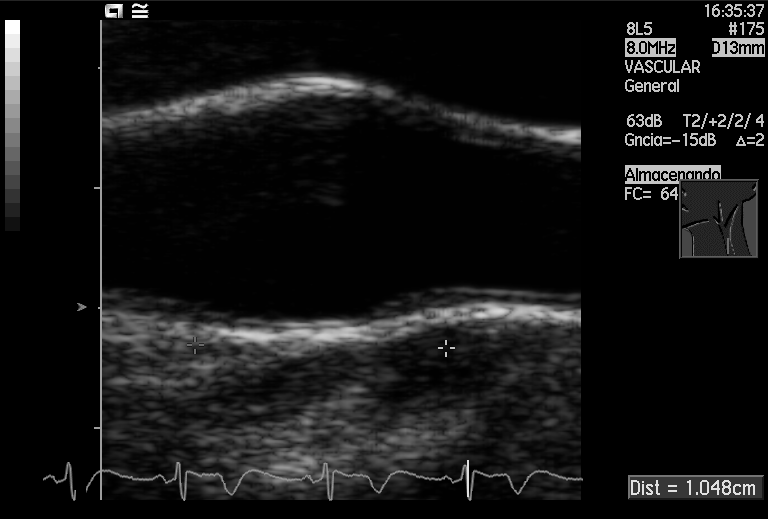 16:35:37
8L5 #175
8.0MHz D13mm
VASCULAR
General
63dB T2/+2/2/ 4
Gncia=-15dB Δ=2
Almacenando
FC= 64
Dist = 1.048cm